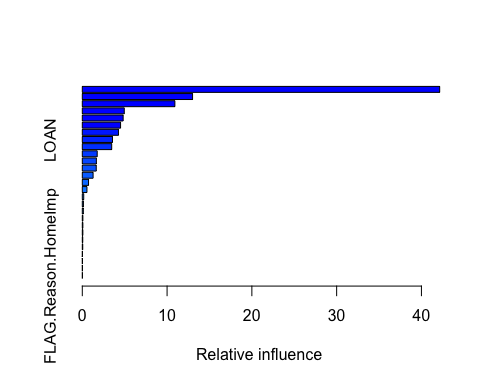 LOAN
FLAG.Reason.HomeImp
0 10 20 30 40
Relative influence